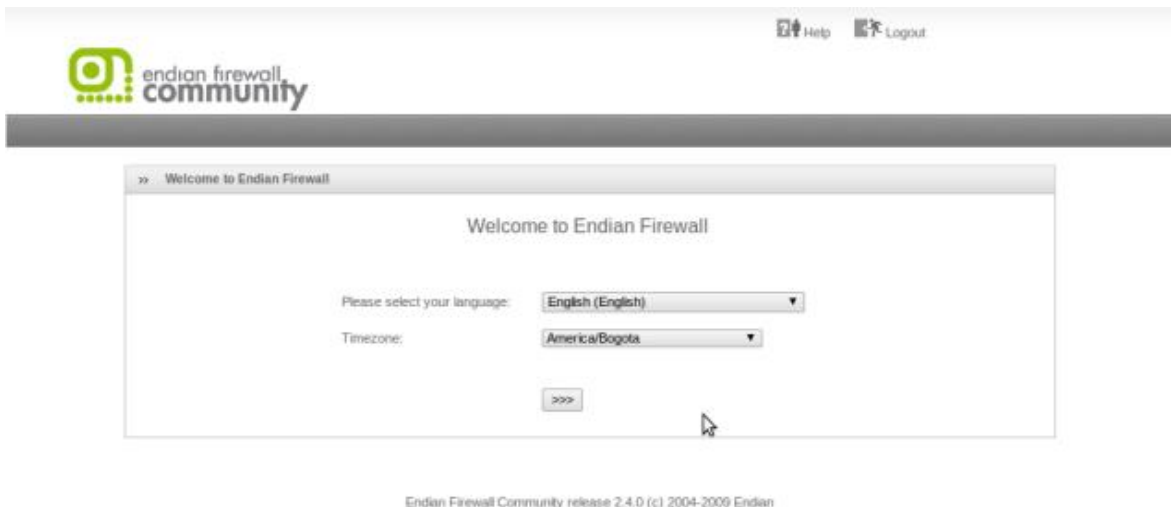 Help Logout
endian firewall
community
» Welcome to Endian Firewall
Welcome to Endian Firewall
Please select your language: English (English)
Timezone: America/Bogota
>>>
Endian Firewall Community release 2.4.0 (c) 2004-2009 Endian